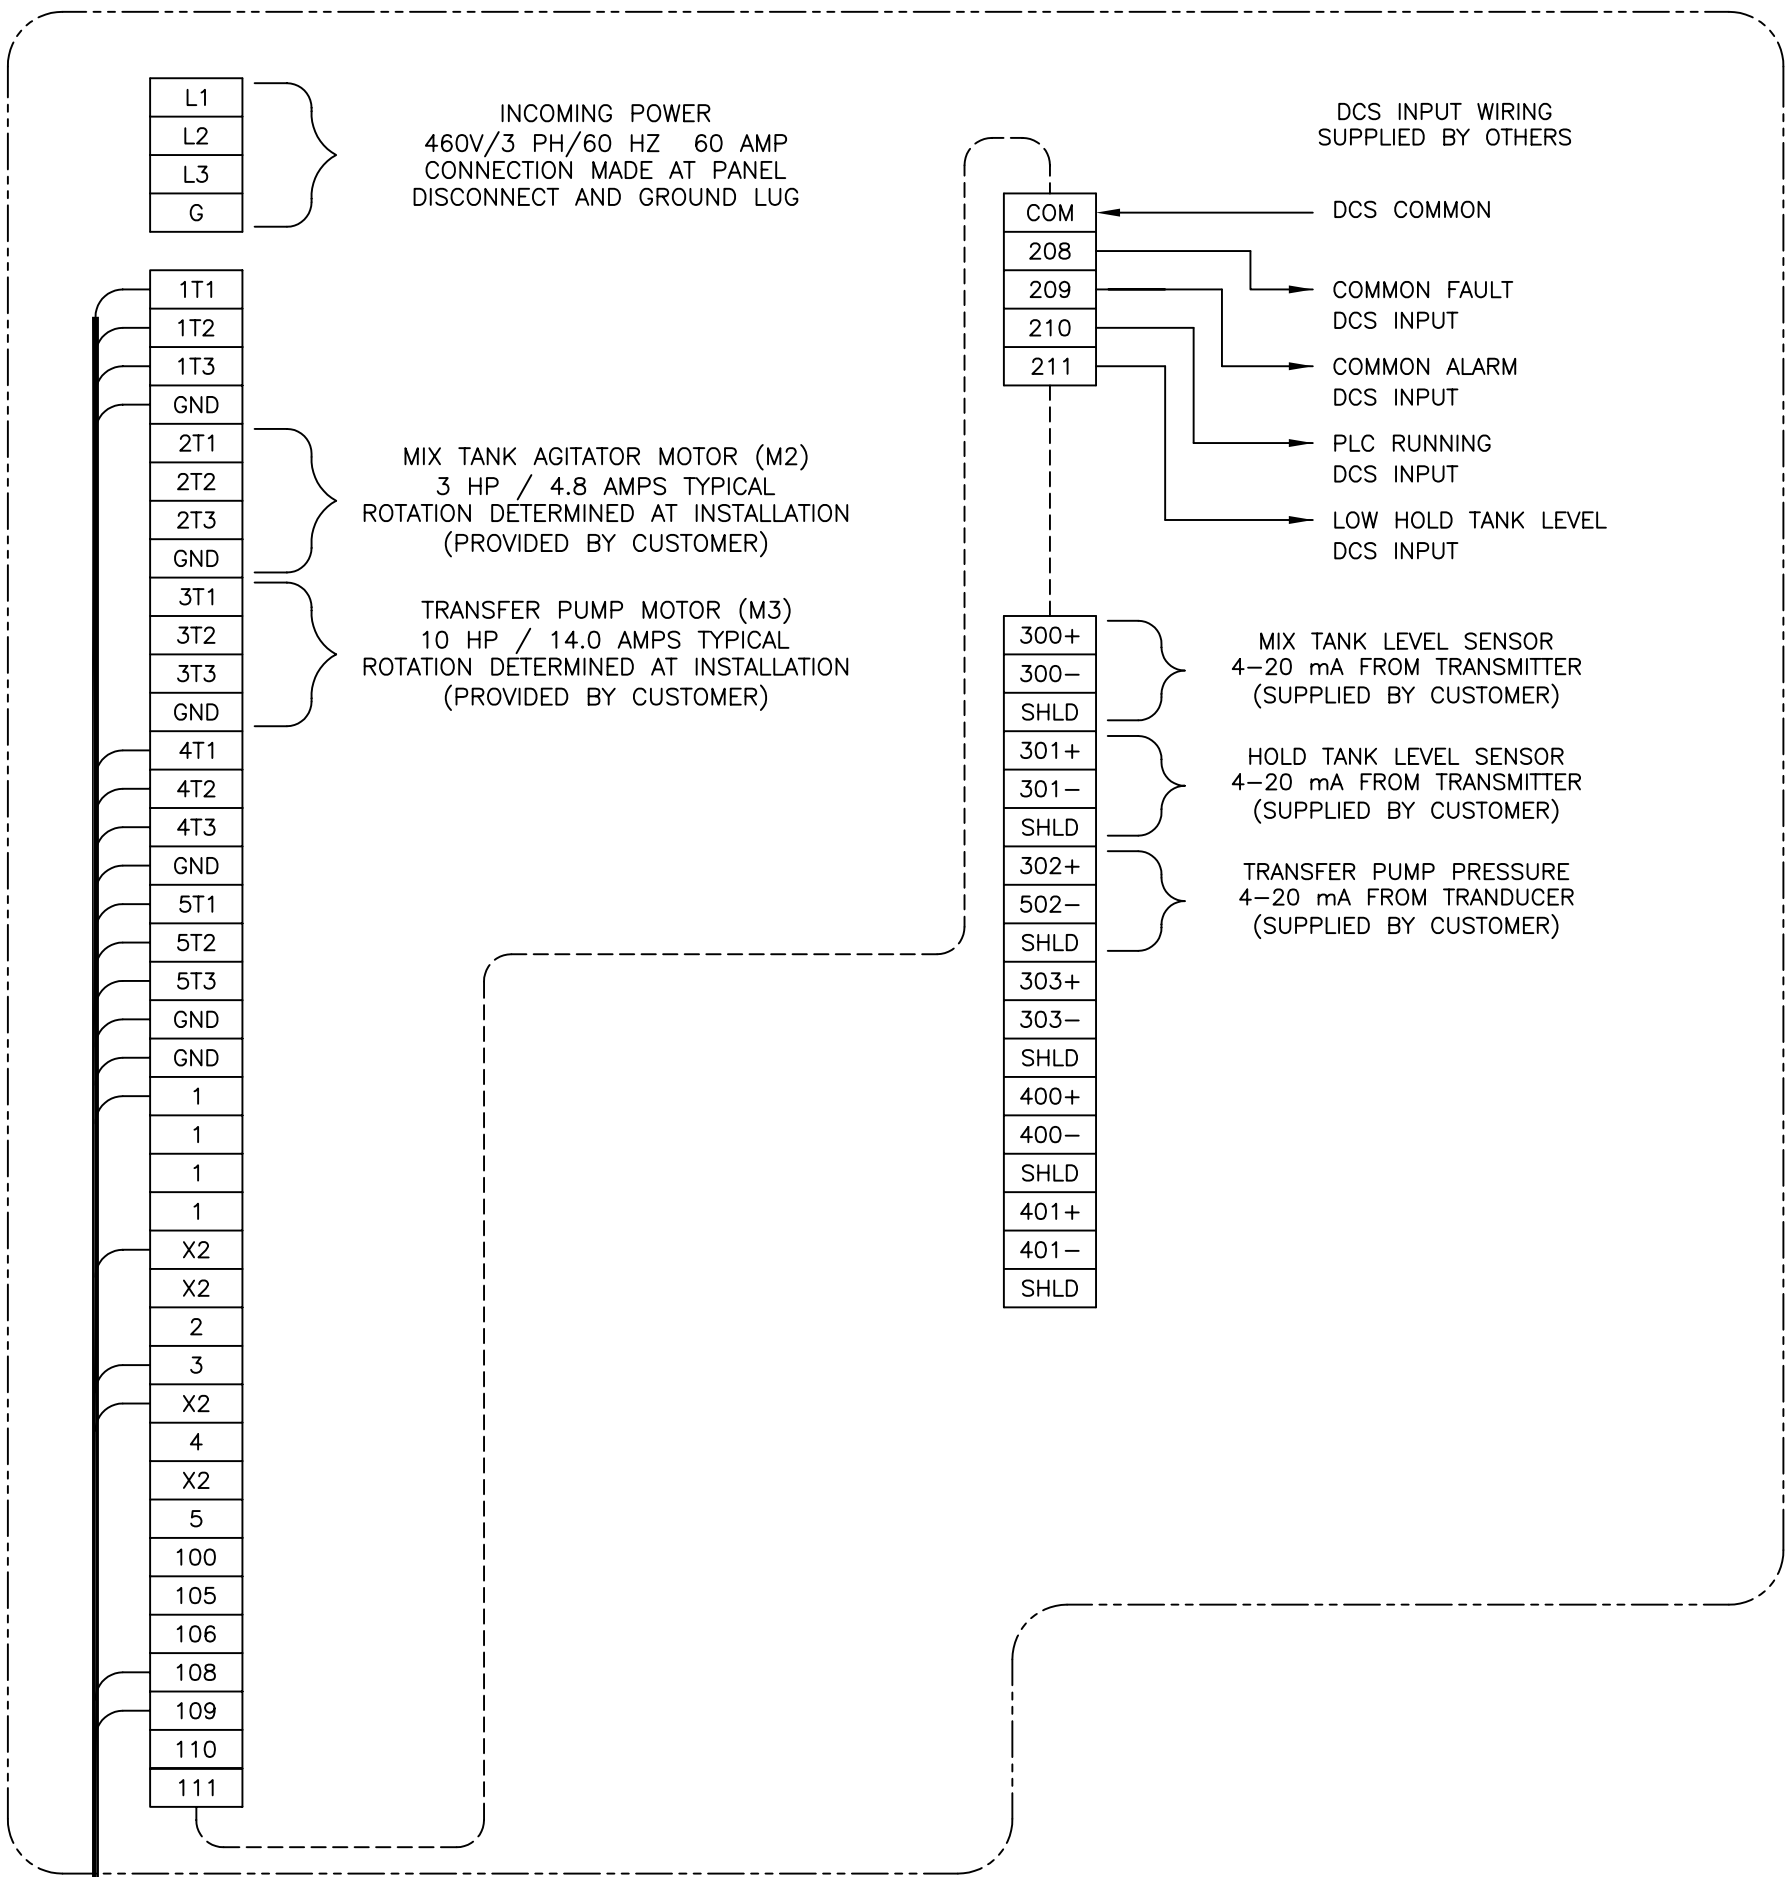 L1
L2
L3
G
INCOMING POWER
460V/3 PH/60 HZ 60 AMP
CONNECTION MADE AT PANEL
DISCONNECT AND GROUND LUG
1T1
1T2
1T3
GND
2T1
2T2
2T3
GND
MIX TANK AGITATOR MOTOR (M2)
3 HP / 4.8 AMPS TYPICAL
ROTATION DETERMINED AT INSTALLATION
(PROVIDED BY CUSTOMER)
3T1
3T2
3T3
GND
TRANSFER PUMP MOTOR (M3)
10 HP / 14.0 AMPS TYPICAL
ROTATION DETERMINED AT INSTALLATION
(PROVIDED BY CUSTOMER)
4T1
4T2
4T3
GND
5T1
5T2
5T3
GND
GND
1
1
1
1
X2
X2
2
3
X2
4
X2
5
100
105
106
108
109
110
111
DCS INPUT WIRING
SUPPLIED BY OTHERS
COM
208
209
210
211
DCS COMMON
COMMON FAULT
DCS INPUT
COMMON ALARM
DCS INPUT
PLC RUNNING
DCS INPUT
LOW HOLD TANK LEVEL
DCS INPUT
300+
300-
SHLD
MIX TANK LEVEL SENSOR
4-20 mA FROM TRANSMITTER
(SUPPLIED BY CUSTOMER)
301+
301-
SHLD
HOLD TANK LEVEL SENSOR
4-20 mA FROM TRANSMITTER
(SUPPLIED BY CUSTOMER)
302+
502-
SHLD
TRANSFER PUMP PRESSURE
4-20 mA FROM TRANDUCER
(SUPPLIED BY CUSTOMER)
303+
303-
SHLD
400+
400-
SHLD
401+
401-
SHLD